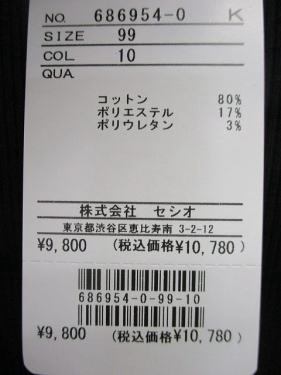 NO. 686954-0 K
SIZE 99
COL 10
QUA
コットン 80%
ポリエステル 17%
ポリウレタン 3%
株式会社 セシオ
東京都渋谷区恵比寿南 3-2-12
¥9,800 (税込価格¥10,780)
686954-0-99-10
¥9,800 (税込価格¥10,780)